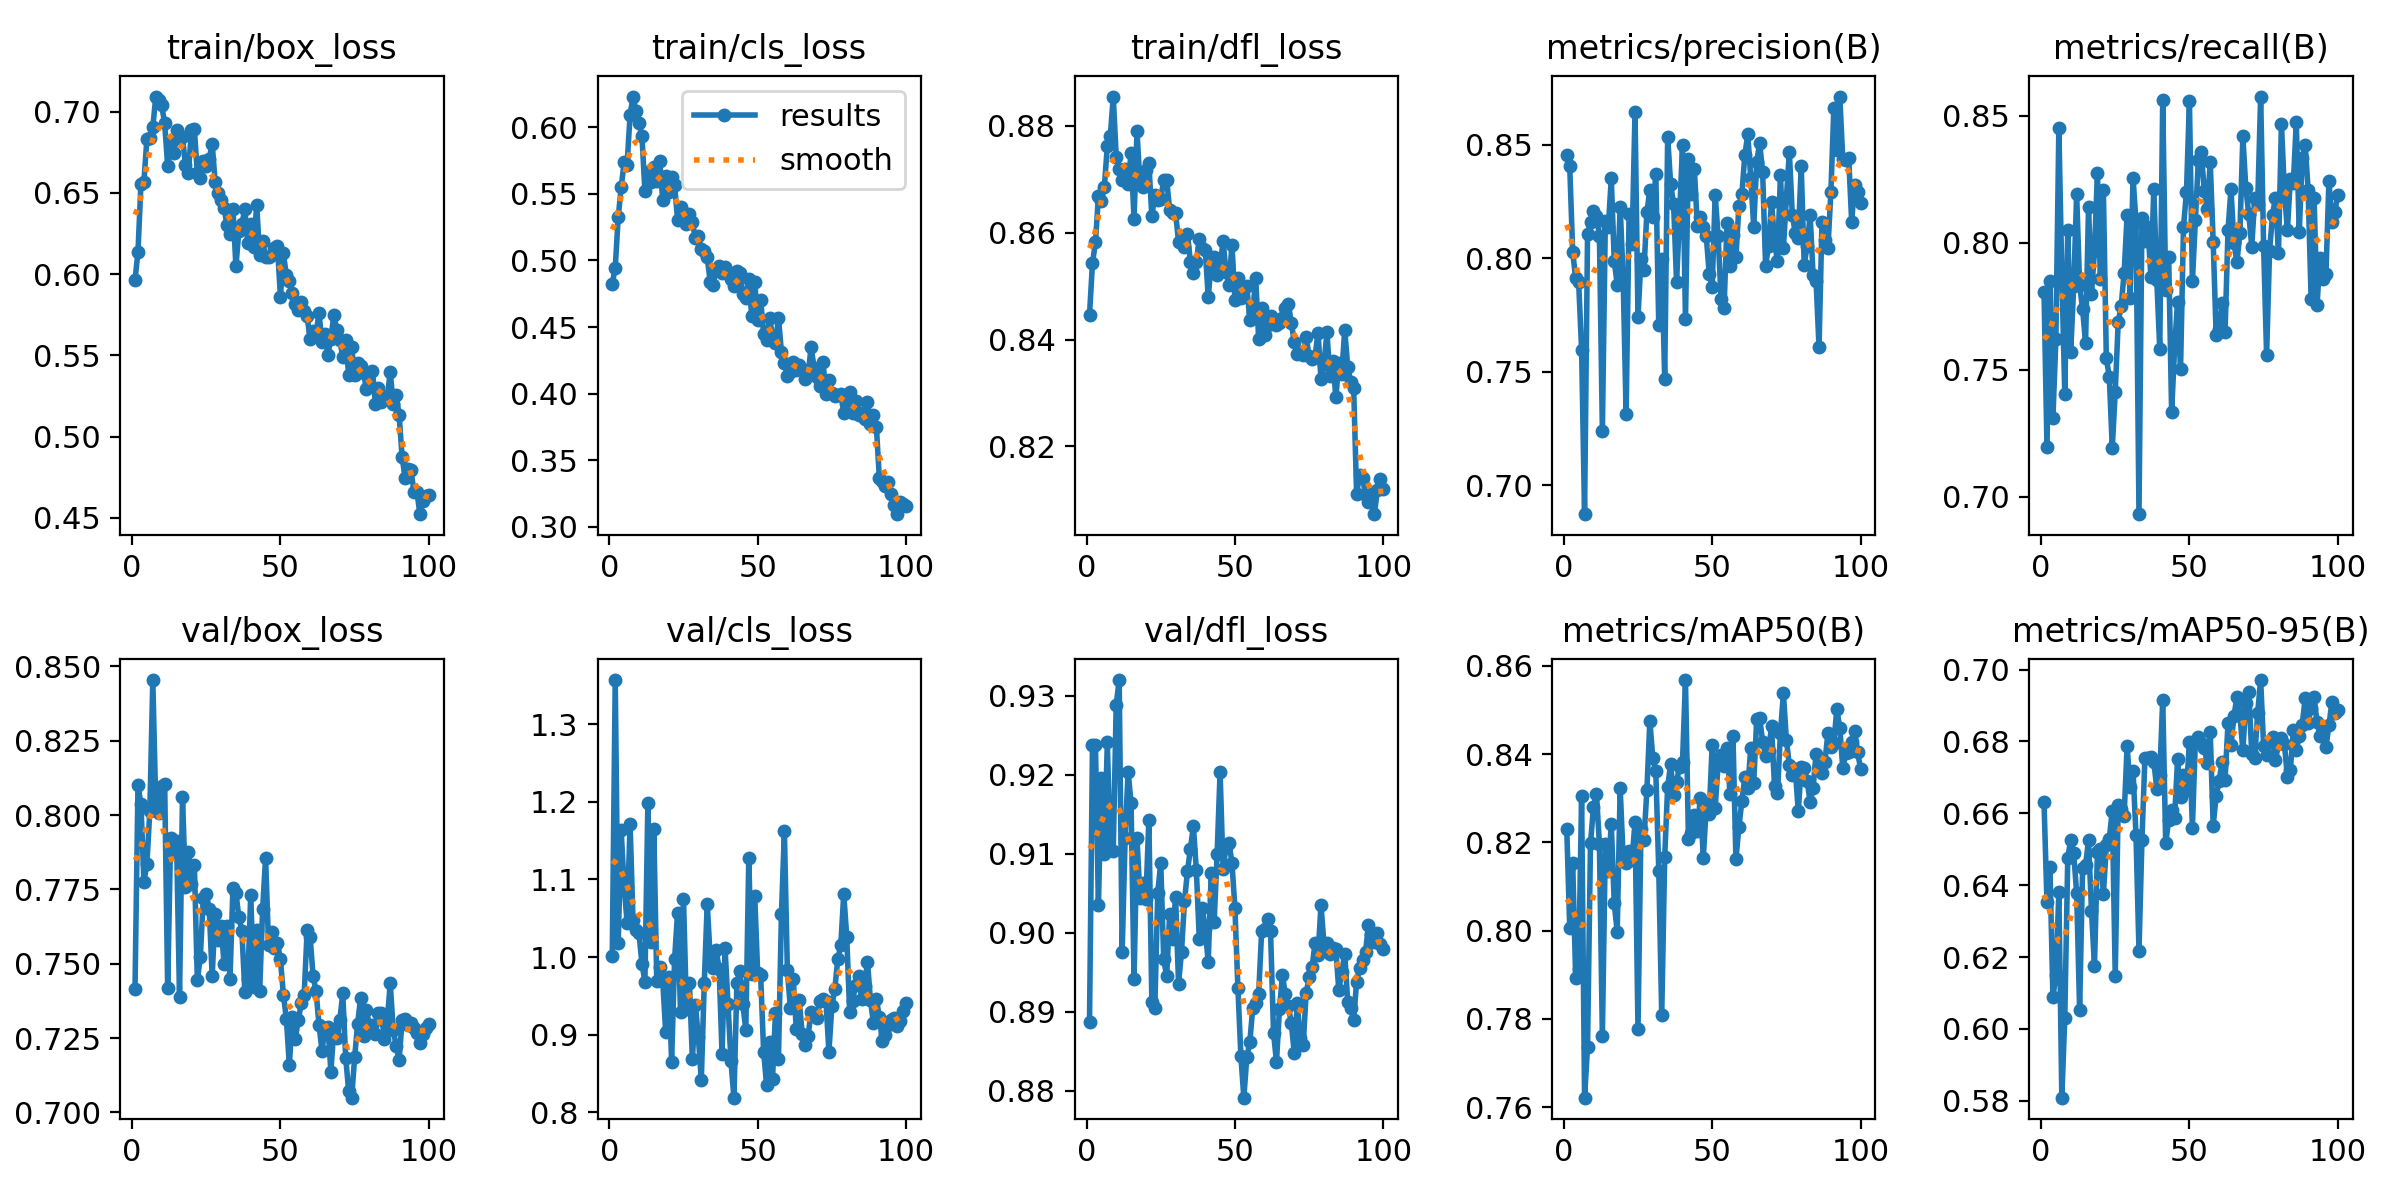 train/box_loss
train/cls_loss
train/dfl_loss
metrics/precision(B)
metrics/recall(B)
0.70
0.65
0.60
0.55
0.50
0.45
0 50 100
results
smooth
0.60
0.55
0.50
0.45
0.40
0.35
0.30
0 50 100
0.88
0.86
0.84
0.82
0 50 100
0.85
0.80
0.75
0.70
0 50 100
0.85
0.80
0.75
0.70
0 50 100
val/box_loss
val/cls_loss
val/dfl_loss
metrics/mAP50(B)
metrics/mAP50-95(B)
0.850
0.825
0.800
0.775
0.750
0.725
0.700
0 50 100
1.3
1.2
1.1
1.0
0.9
0.8
0 50 100
0.93
0.92
0.91
0.90
0.89
0.88
0 50 100
0.86
0.84
0.82
0.80
0.78
0.76
0 50 100
0.70
0.68
0.66
0.64
0.62
0.60
0.58
0 50 100